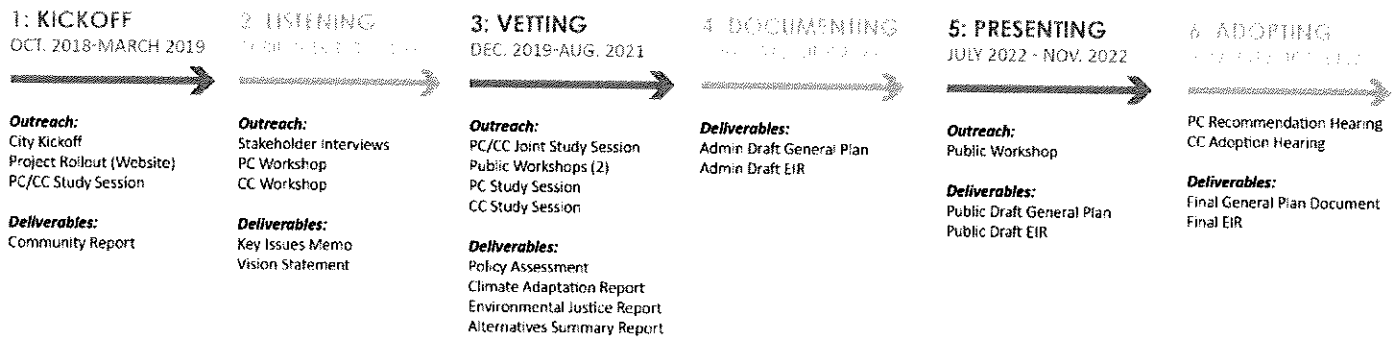 1: KICKOFF
OCT. 2018-MARCH 2019
Outreach:
City Kickoff
Project Rollout (Website)
PC/CC Study Session
Deliverables:
Community Report
2: LISTENING
Outreach:
Stakeholder Interviews
PC Workshop
CC Workshop
Deliverables:
Key Issues Memo
Vision Statement
3: VETTING
DEC. 2019-AUG. 2021
Outreach:
PC/CC Joint Study Session
Public Workshops (2)
PC Study Session
CC Study Session
Deliverables:
Policy Assessment
Climate Adaptation Report
Environmental Justice Report
Alternatives Summary Report
4: DOCUMENTING
Deliverables:
Admin Draft General Plan
Admin Draft EIR
5: PRESENTING
JULY 2022 - NOV. 2022
Outreach:
Public Workshop
Deliverables:
Public Draft General Plan
Public Draft EIR
6: ADOPTING
PC Recommendation Hearing
CC Adoption Hearing
Deliverables:
Final General Plan Document
Final EIR